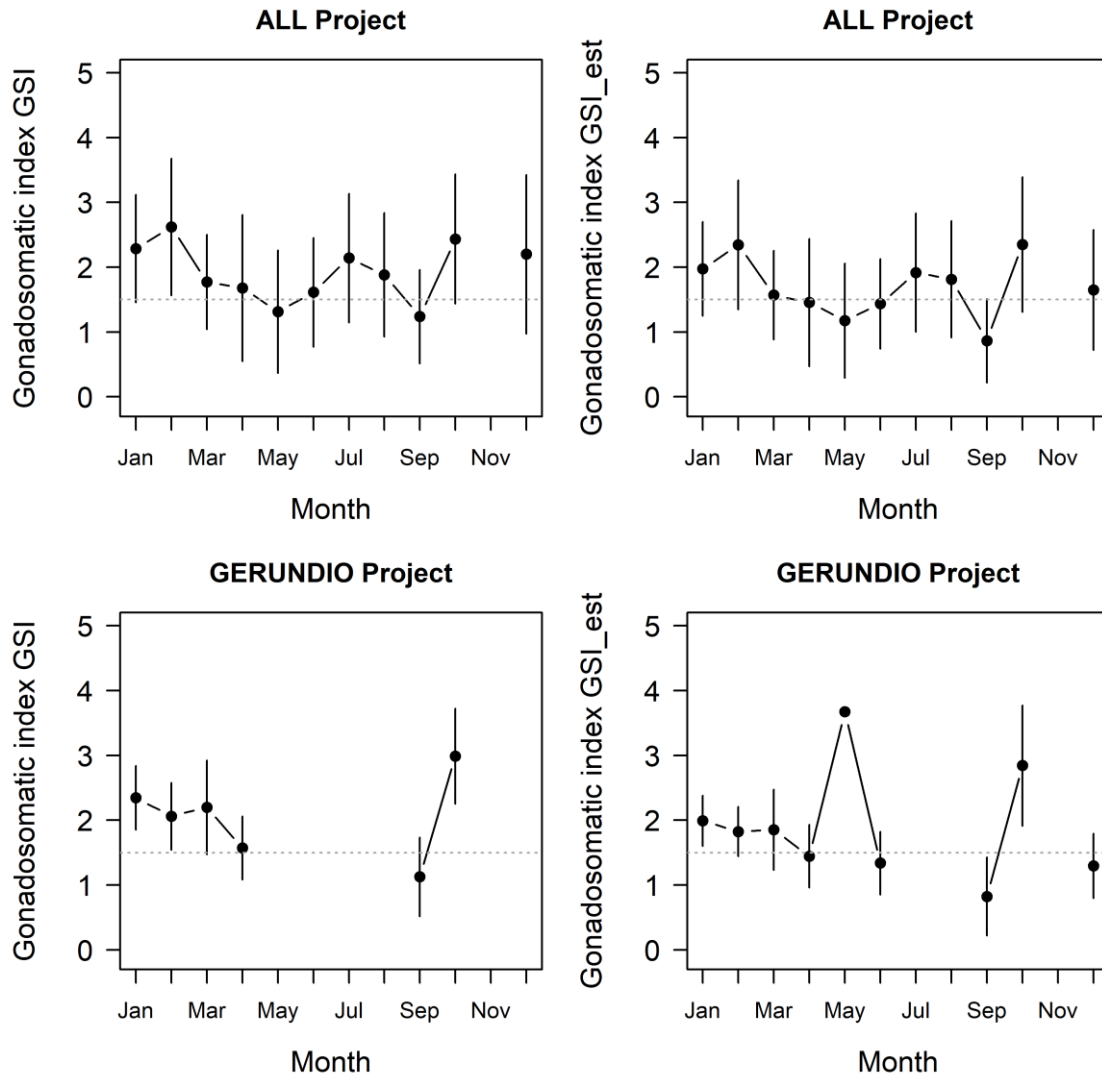 ALL Project
Gonadosomatic index GSI
5
4
3
2
1
0
Jan Mar May Jul Sep Nov
Month
ALL Project
Gonadosomatic index GSI_est
5
4
3
2
1
0
Jan Mar May Jul Sep Nov
Month
GERUNDIO Project
Gonadosomatic index GSI
5
4
3
2
1
0
Jan Mar May Jul Sep Nov
Month
GERUNDIO Project
Gonadosomatic index GSI_est
5
4
3
2
1
0
Jan Mar May Jul Sep Nov
Month